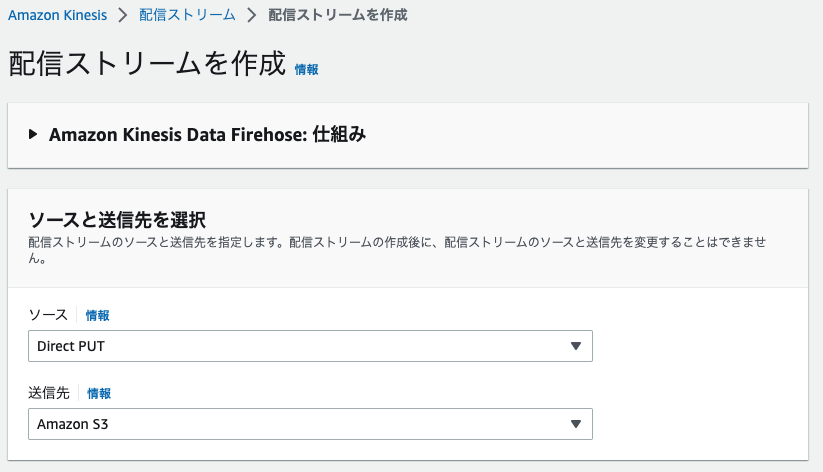 Amazon Kinesis > 配信ストリーム > 配信ストリームを作成
配信ストリームを作成 情報
Amazon Kinesis Data Firehose: 仕組み
ソースと送信先を選択
配信ストリームのソースと送信先を指定します。配信ストリームの作成後に、配信ストリームのソースと送信先を変更することはできませ
ん。
ソース 情報
Direct PUT
送信先 情報
Amazon S3